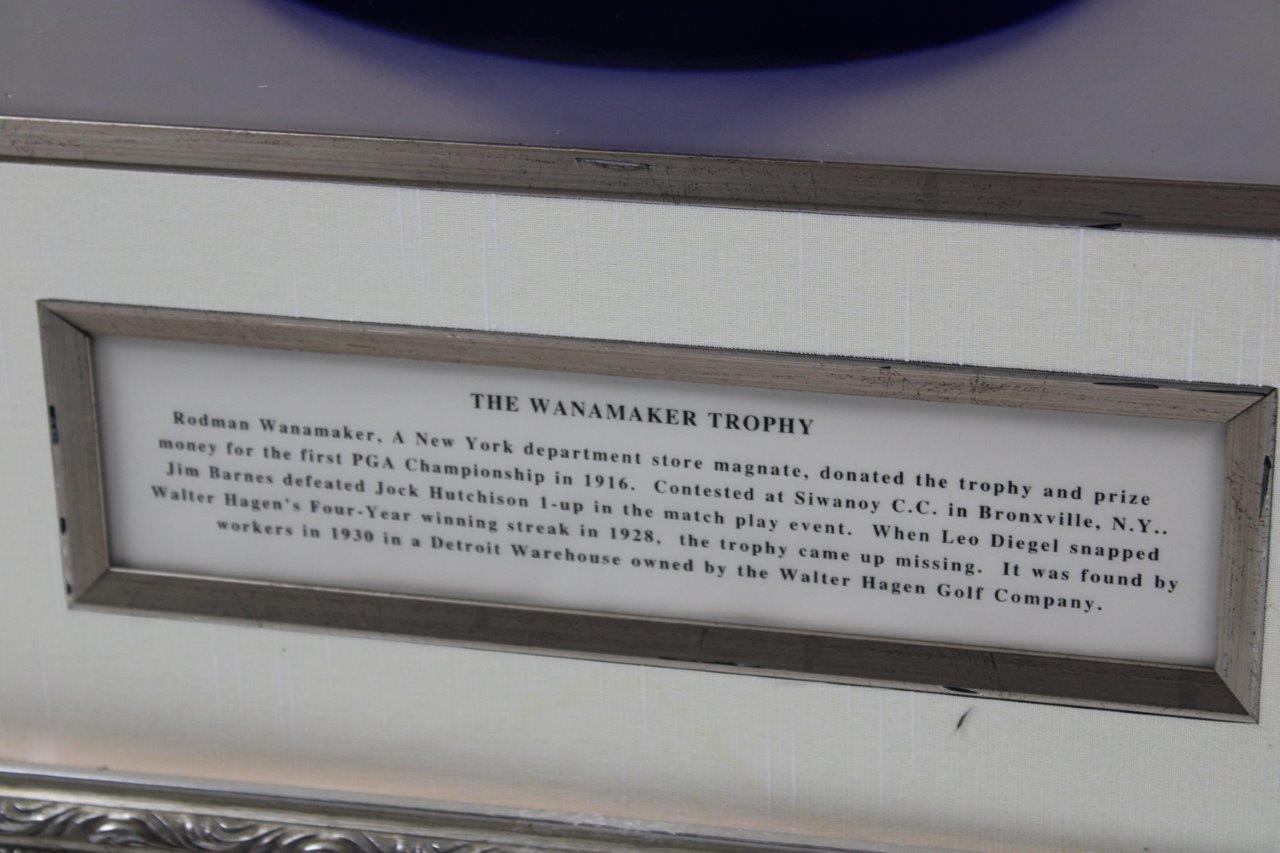 THE WANAMAKER TROPHY
Rodman Wanamaker, A New York department store magnate, donated the trophy and prize
money for the first PGA Championship in 1916. Contested at Siwanoy C.C. in Bronxville, N.Y..
Jim Barnes defeated Jock Hutchison 1-up in the match play event. When Leo Diegel snapped
Walter Hagen's Four-Year winning streak in 1928, the trophy came up missing. It was found by
workers in 1930 in a Detroit Warehouse owned by the Walter Hagen Golf Company.